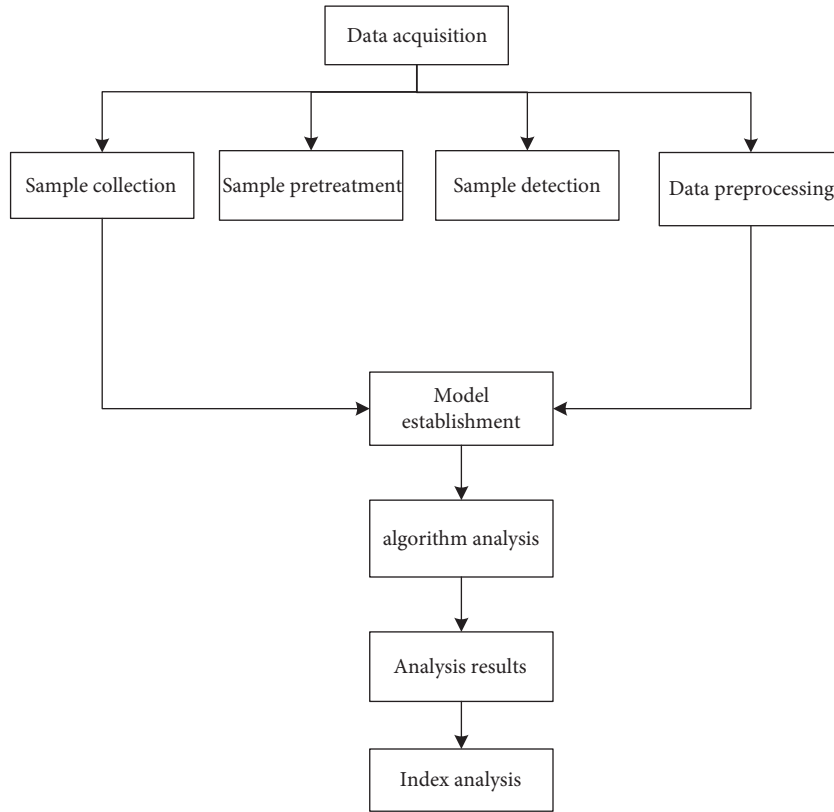 Data acquisition
Sample collection
Sample pretreatment
Sample detection
Data preprocessing
Model
establishment
algorithm analysis
Analysis results
Index analysis